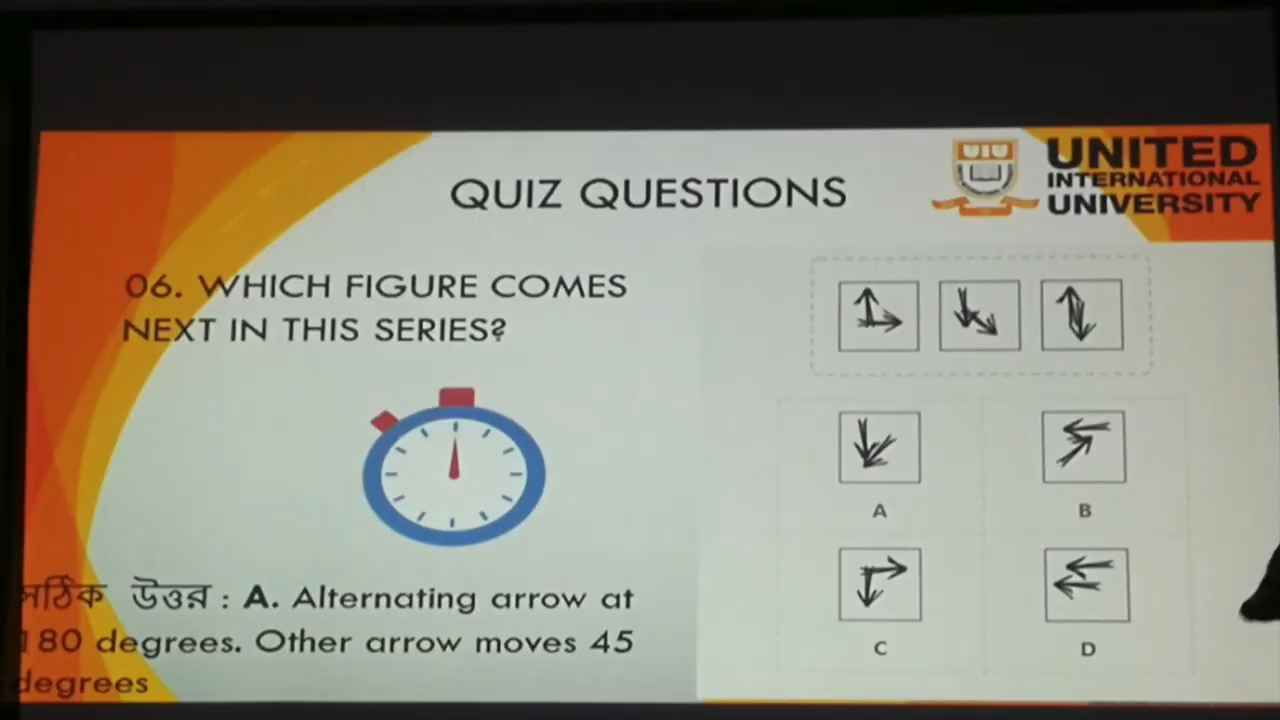 QUIZ QUESTIONS
UIU
UNITED
INTERNATIONAL
UNIVERSITY
06. WHICH FIGURE COMES
NEXT IN THIS SERIES?
A
B
C
D
সঠিক উত্তর : A. Alternating arrow at
180 degrees. Other arrow moves 45
degrees